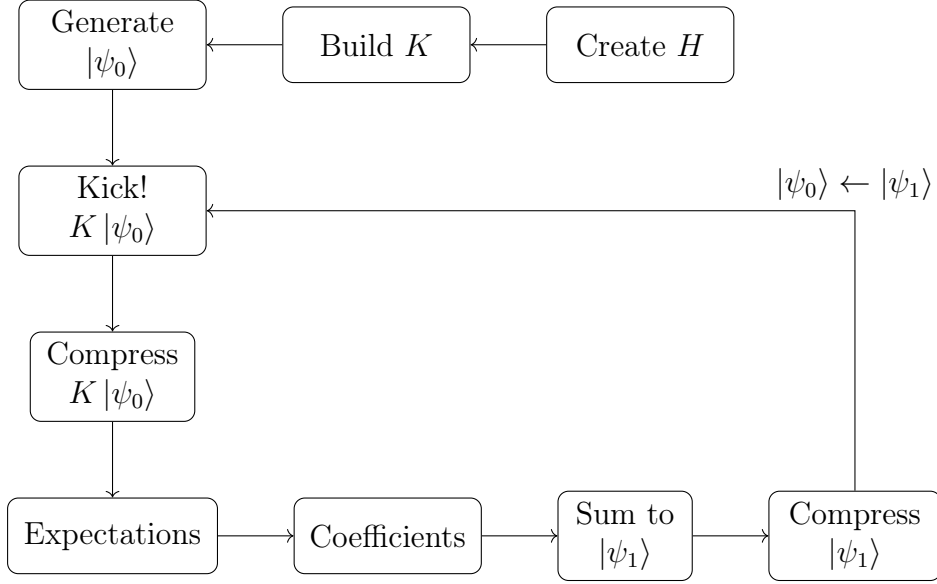 Generate
|ψ₀⟩
Build K
Create H
Kick!
K |ψ₀⟩
|ψ₀⟩ ← |ψ₁⟩
Compress
K |ψ₀⟩
Expectations
Coefficients
Sum to
|ψ₁⟩
Compress
|ψ₁⟩